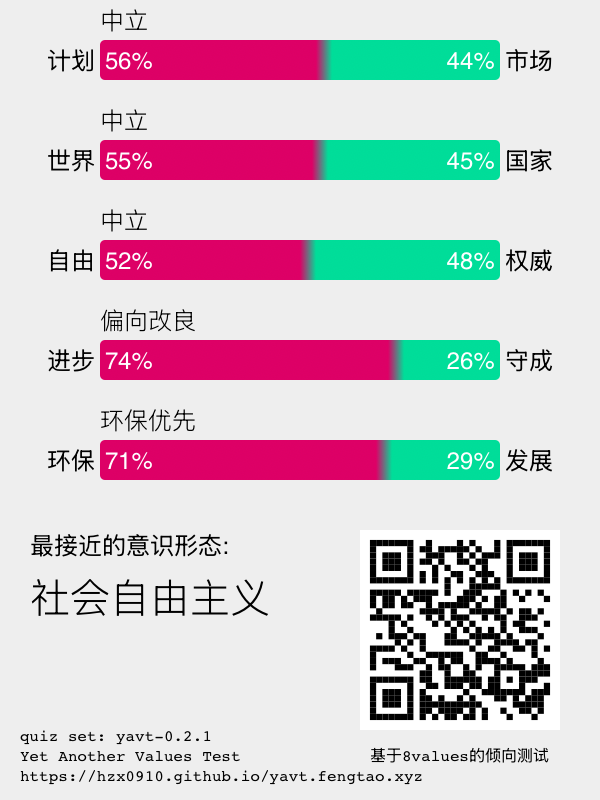 中立
计划 56% 44% 市场
中立
世界 55% 45% 国家
中立
自由 52% 48% 权威
偏向改良
进步 74% 26% 守成
环保优先
环保 71% 29% 发展
最接近的意识形态:
社会自由主义
quiz set: yavt-0.2.1
Yet Another Values Test
基于8values的倾向测试
https://hzx0910.github.io/yavt.fengtao.xyz